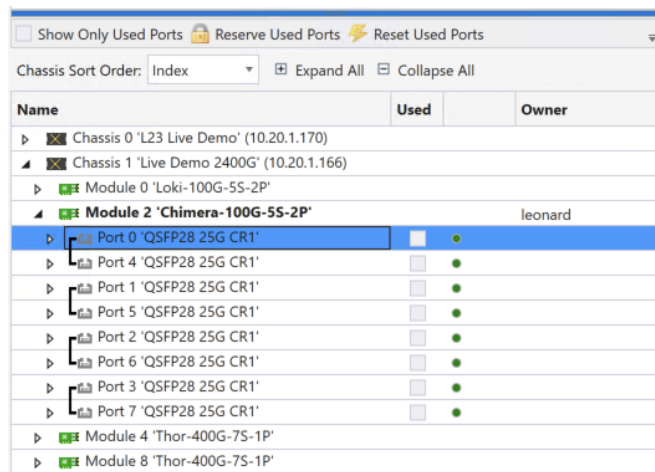 Show Only Used Ports Reserve Used Ports Reset Used Ports
Chassis Sort Order: Index Expand All Collapse All
Name Used Owner
Chassis 0 'L23 Live Demo' (10.20.1.170)
Chassis 1 'Live Demo 2400G' (10.20.1.166)
Module 0 'Loki-100G-5S-2P'
Module 2 'Chimera-100G-5S-2P' leonard
Port 0 'QSFP28 25G CR1'
Port 4 'QSFP28 25G CR1'
Port 1 'QSFP28 25G CR1'
Port 5 'QSFP28 25G CR1'
Port 2 'QSFP28 25G CR1'
Port 6 'QSFP28 25G CR1'
Port 3 'QSFP28 25G CR1'
Port 7 'QSFP28 25G CR1'
Module 4 'Thor-400G-7S-1P'
Module 8 'Thor-400G-7S-1P'